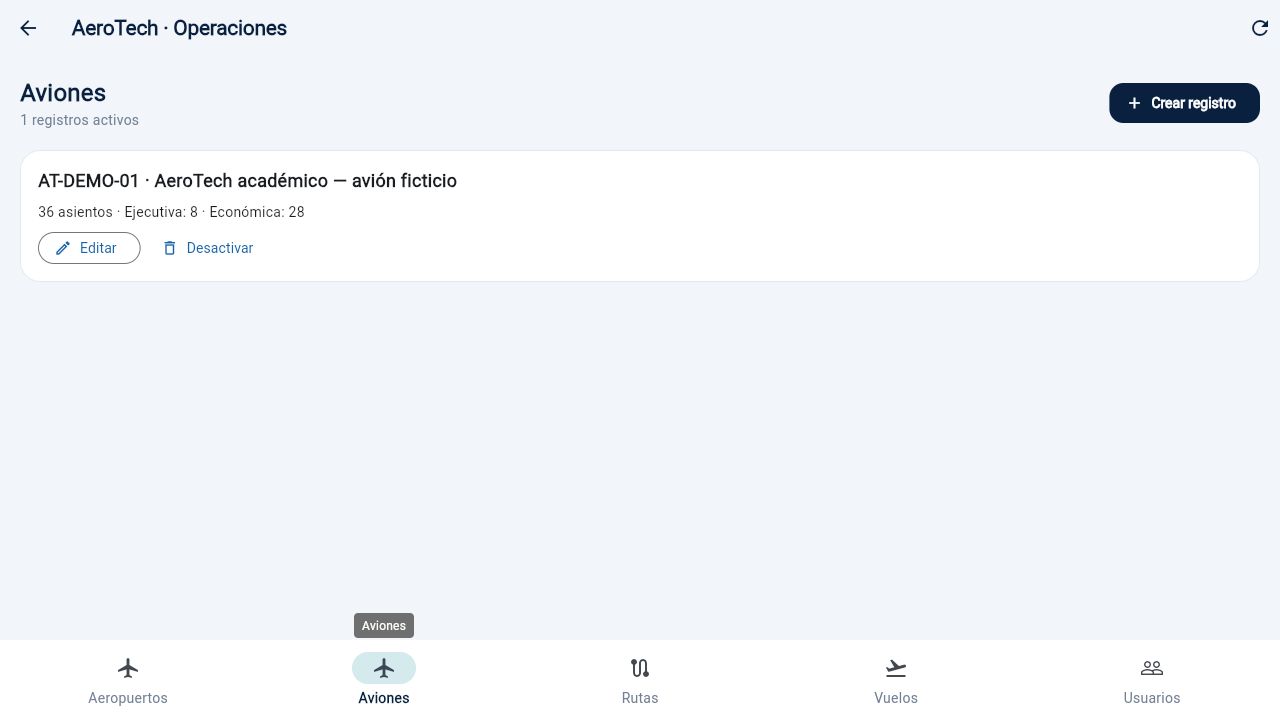 AeroTech · Operaciones
Aviones
1 registros activos
Crear registro
AT-DEMO-01 · AeroTech académico — avión ficticio
36 asientos · Ejecutiva: 8 · Económica: 28
Editar
Desactivar
Aviones
Aeropuertos
Aviones
Rutas
Vuelos
Usuarios